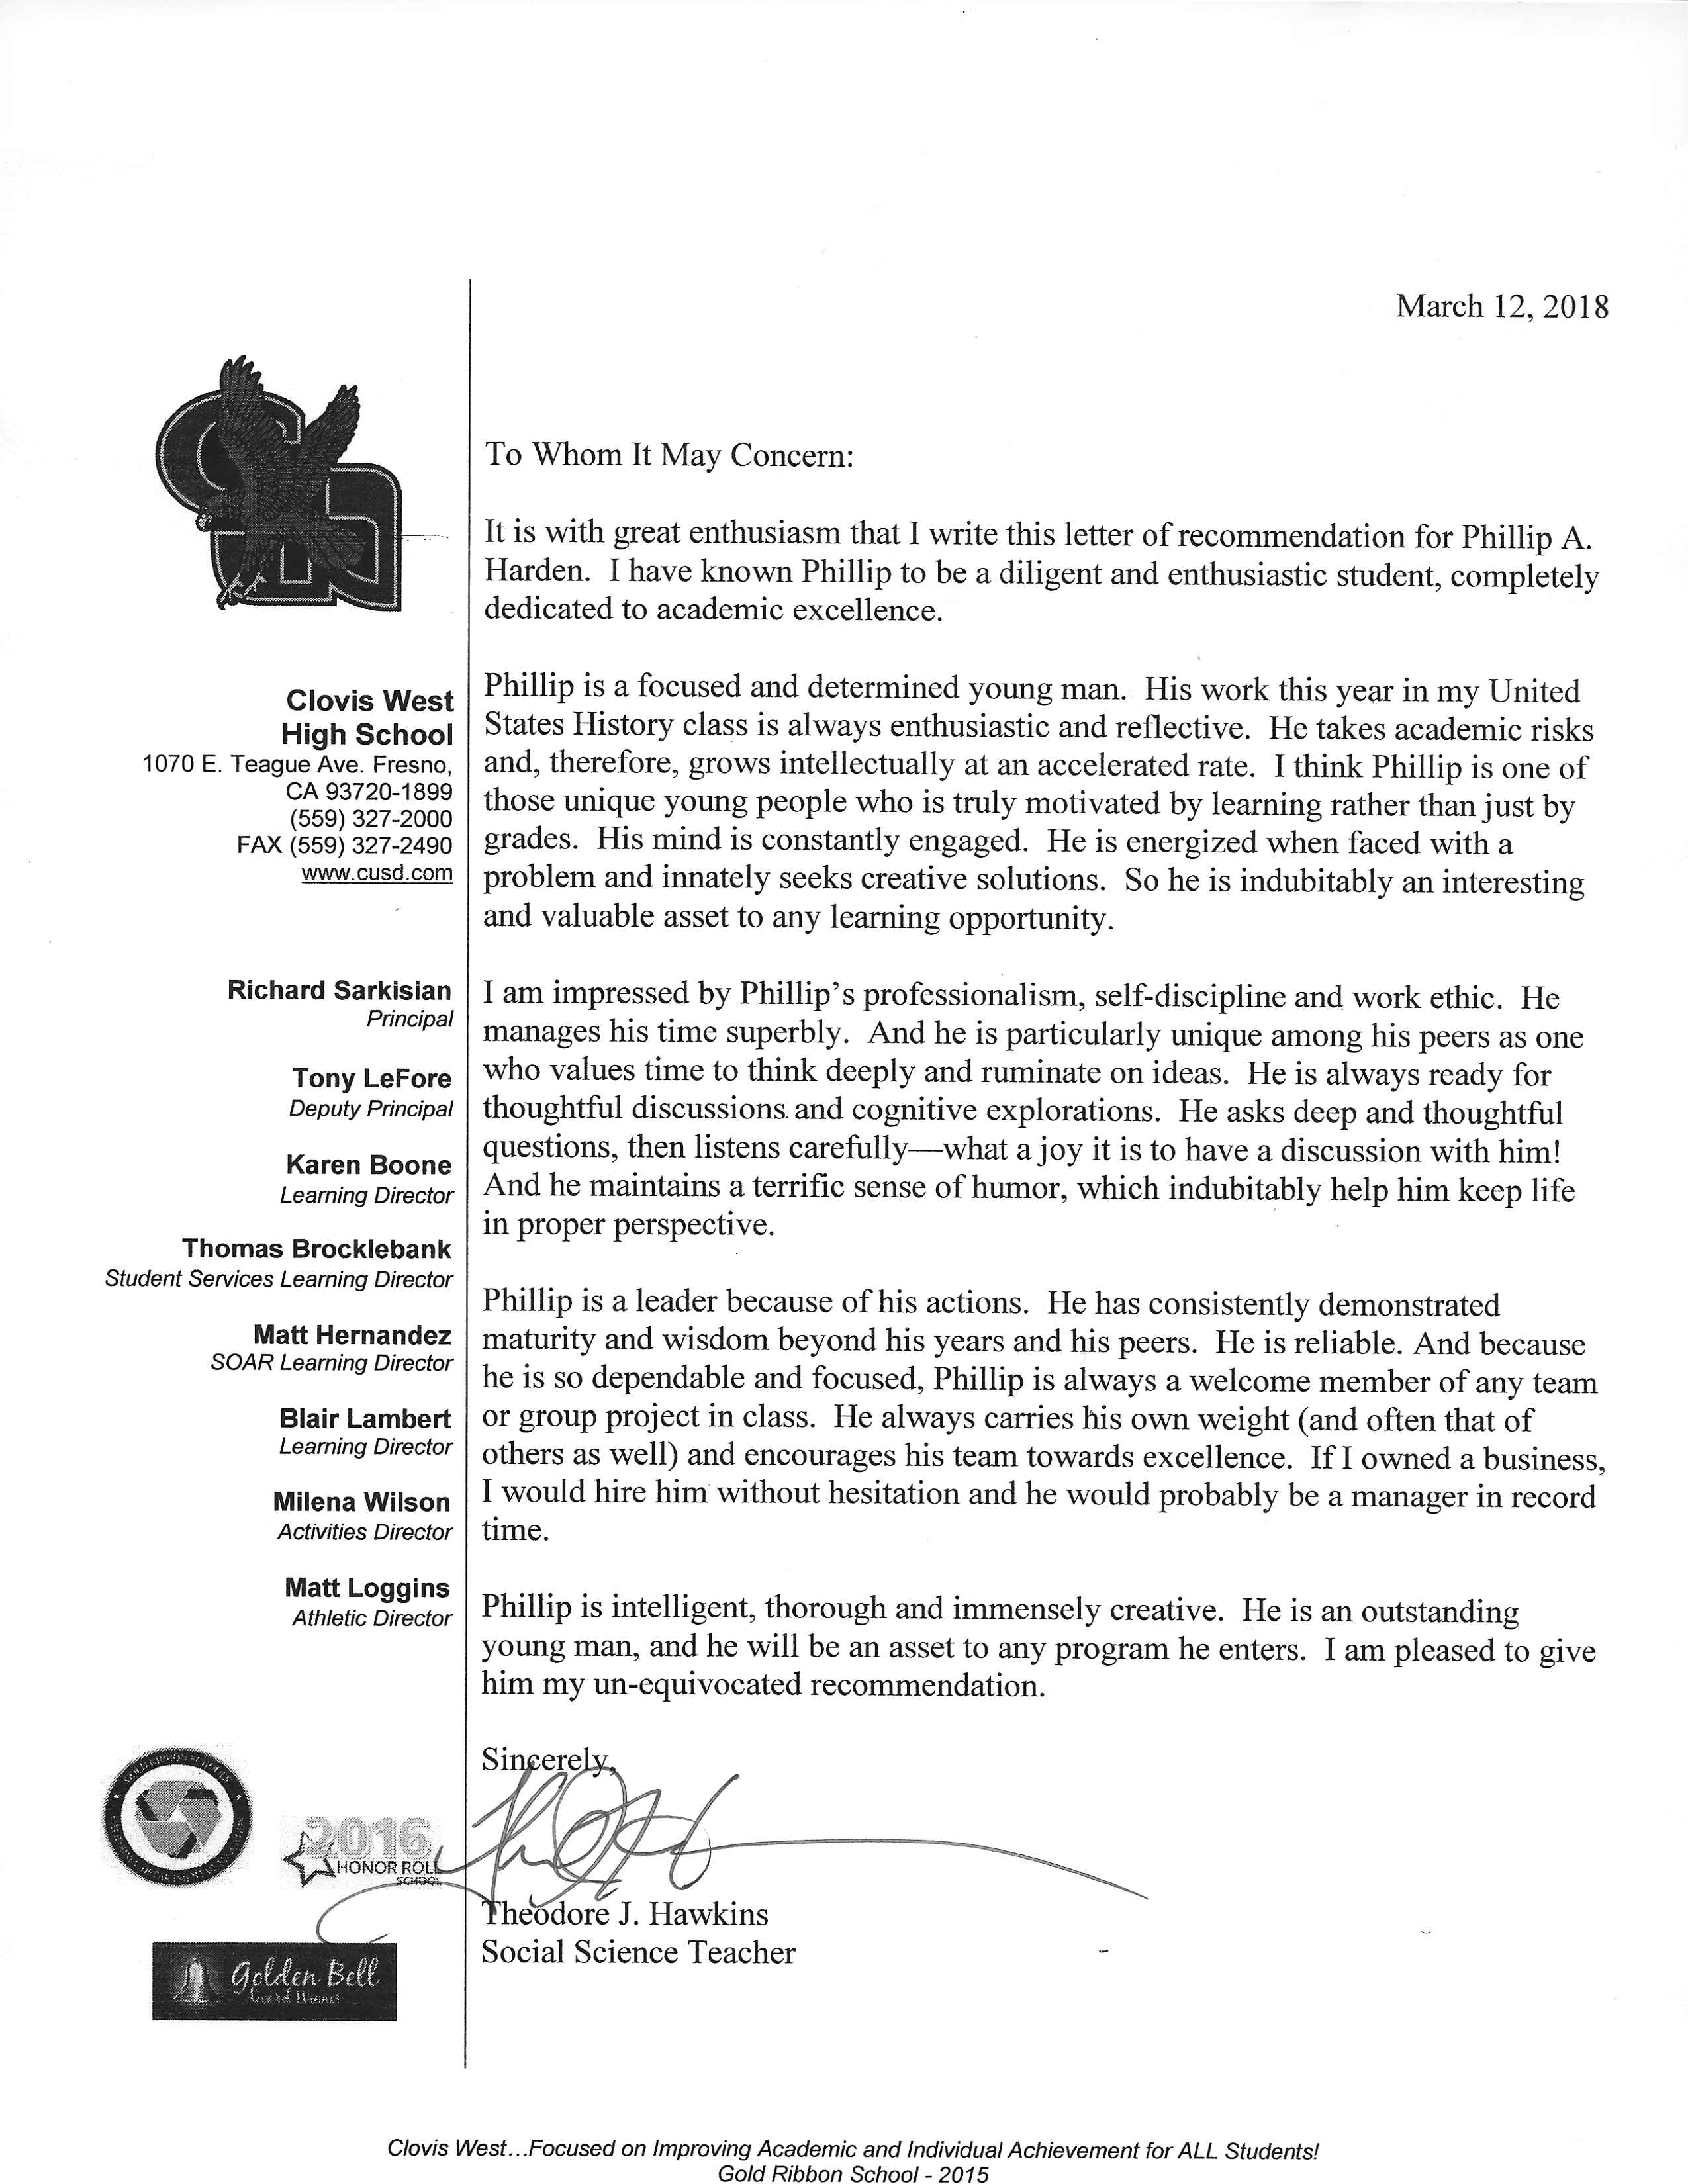 March 12, 2018
Clovis West
High School
1070 E. Teague Ave. Fresno,
CA 93720-1899
(559) 327-2000
FAX (559) 327-2490
www.cusd.com
Richard Sarkisian
Principal
Tony LeFore
Deputy Principal
Karen Boone
Learning Director
Thomas Brocklebank
Student Services Learning Director
Matt Hernandez
SOAR Learning Director
Blair Lambert
Learning Director
Milena Wilson
Activities Director
Matt Loggins
Athletic Director
2016
HONOR ROLL
SCHOOL
Golden Bell
Award Winner
To Whom It May Concern:
It is with great enthusiasm that I write this letter of recommendation for Phillip A.
Harden. I have known Phillip to be a diligent and enthusiastic student, completely
dedicated to academic excellence.
Phillip is a focused and determined young man. His work this year in my United
States History class is always enthusiastic and reflective. He takes academic risks
and, therefore, grows intellectually at an accelerated rate. I think Phillip is one of
those unique young people who is truly motivated by learning rather than just by
grades. His mind is constantly engaged. He is energized when faced with a
problem and innately seeks creative solutions. So he is indubitably an interesting
and valuable asset to any learning opportunity.
I am impressed by Phillip's professionalism, self-discipline and work ethic. He
manages his time superbly. And he is particularly unique among his peers as one
who values time to think deeply and ruminate on ideas. He is always ready for
thoughtful discussions and cognitive explorations. He asks deep and thoughtful
questions, then listens carefully—what a joy it is to have a discussion with him!
And he maintains a terrific sense of humor, which indubitably help him keep life
in proper perspective.
Phillip is a leader because of his actions. He has consistently demonstrated
maturity and wisdom beyond his years and his peers. He is reliable. And because
he is so dependable and focused, Phillip is always a welcome member of any team
or group project in class. He always carries his own weight (and often that of
others as well) and encourages his team towards excellence. If I owned a business,
I would hire him without hesitation and he would probably be a manager in record
time.
Phillip is intelligent, thorough and immensely creative. He is an outstanding
young man, and he will be an asset to any program he enters. I am pleased to give
him my un-equivocated recommendation.
Sincerely,
Theodore J. Hawkins
Social Science Teacher
Clovis West...Focused on Improving Academic and Individual Achievement for ALL Students!
Gold Ribbon School - 2015